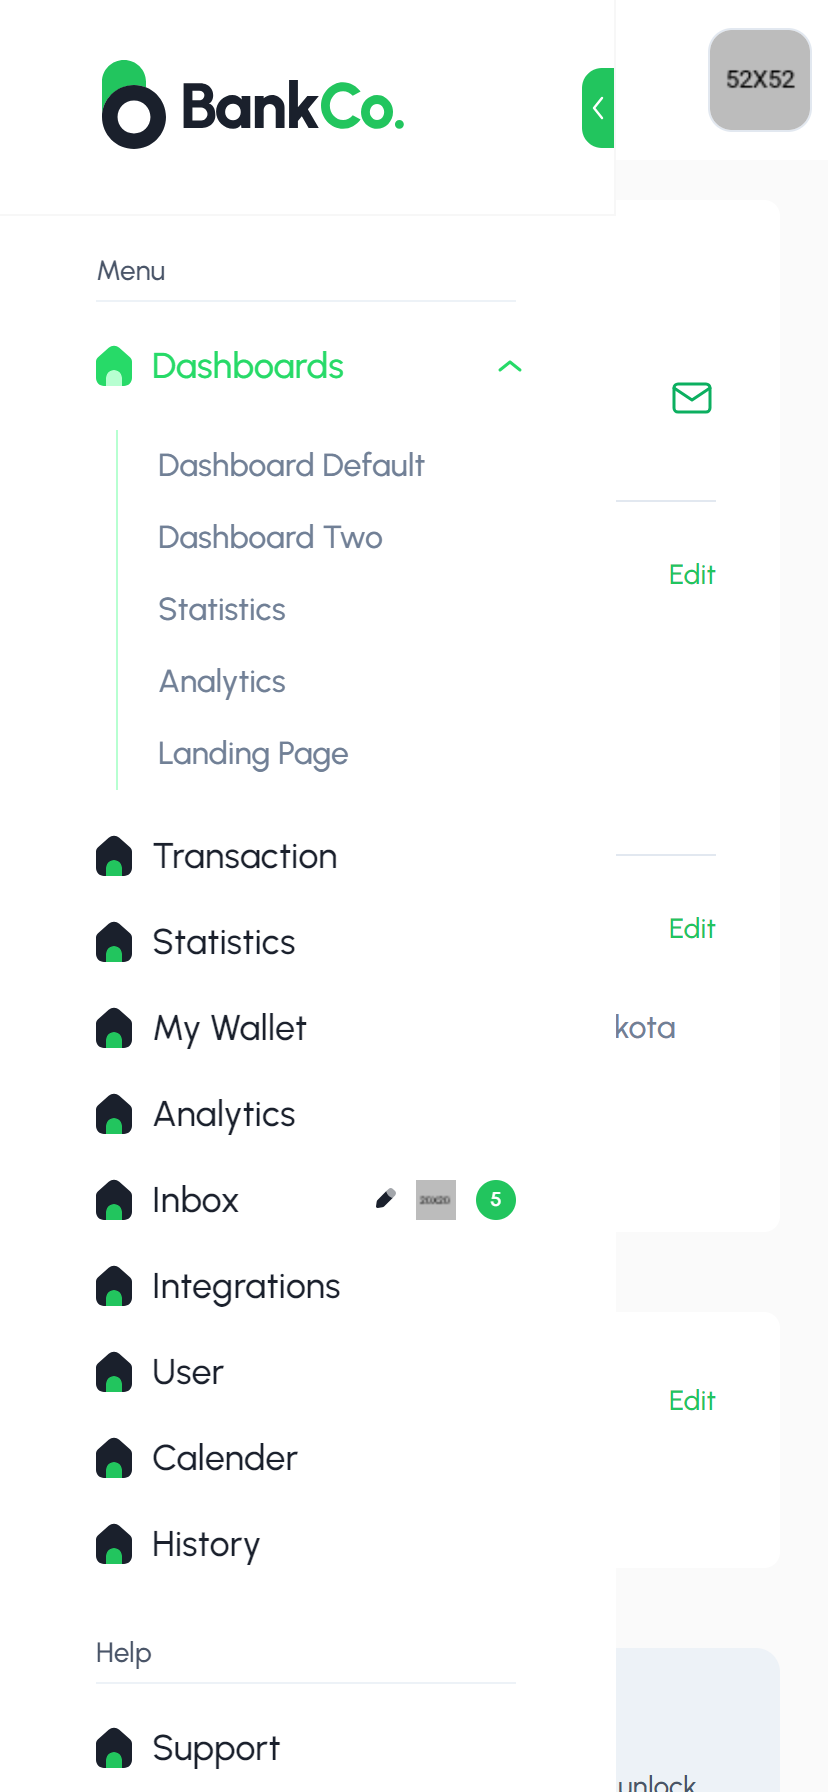 BankCo.
52X52
Menu
Dashboards
Dashboard Default
Dashboard Two
Edit
Statistics
Analytics
Landing Page
Transaction
Statistics
Edit
My Wallet
kota
Analytics
Inbox
20X20
5
Integrations
User
Edit
Calender
History
Help
Support
unlock